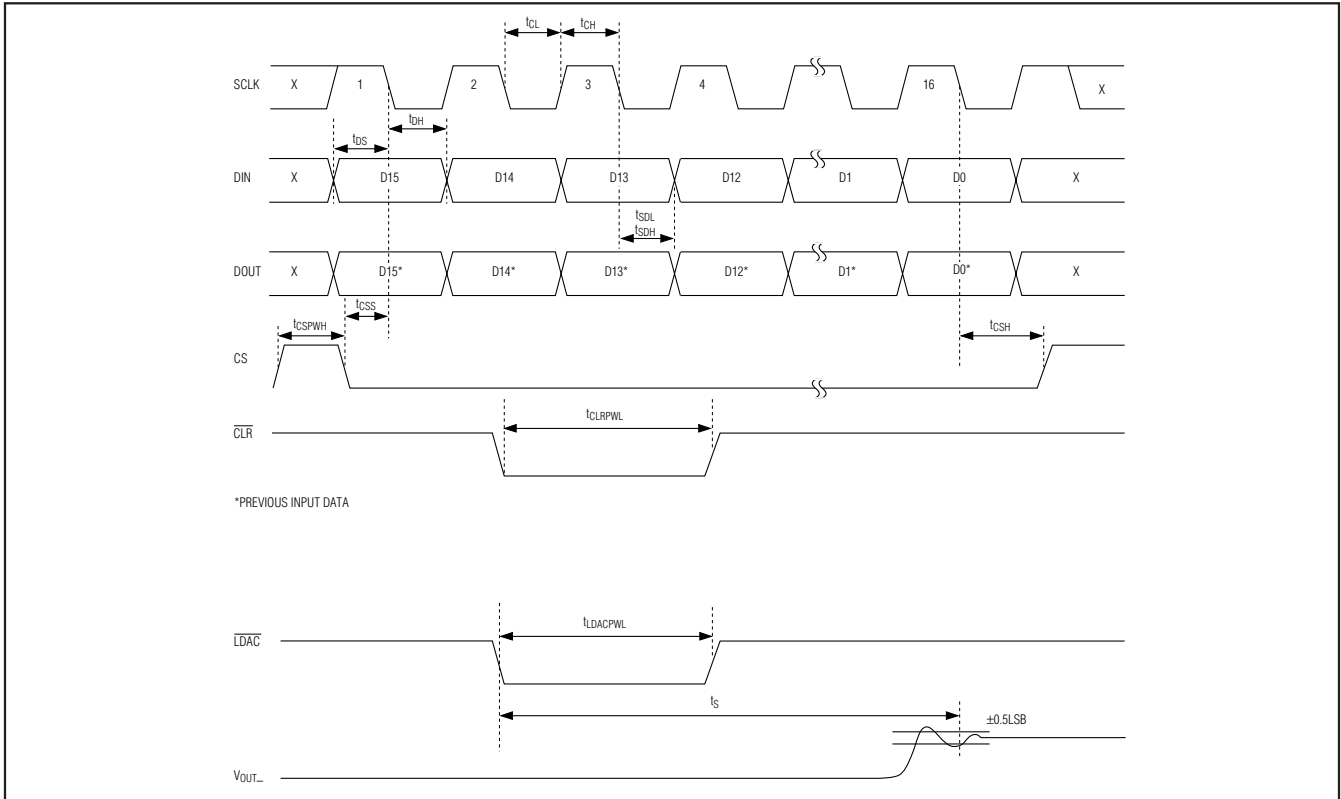 tCL tCH
SCLK X 1 2 3 4 16 X
tDH
tDS
DIN X D15 D14 D13 D12 D1 D0 X
tSDL
tSDH
DOUT X D15* D14* D13* D12* D1* D0* X
tCSS
tCSPWH tCSH
CS
tCLRPWL
CLR
*PREVIOUS INPUT DATA
tLDACPWL
LDAC
tS
±0.5LSB
VOUT_